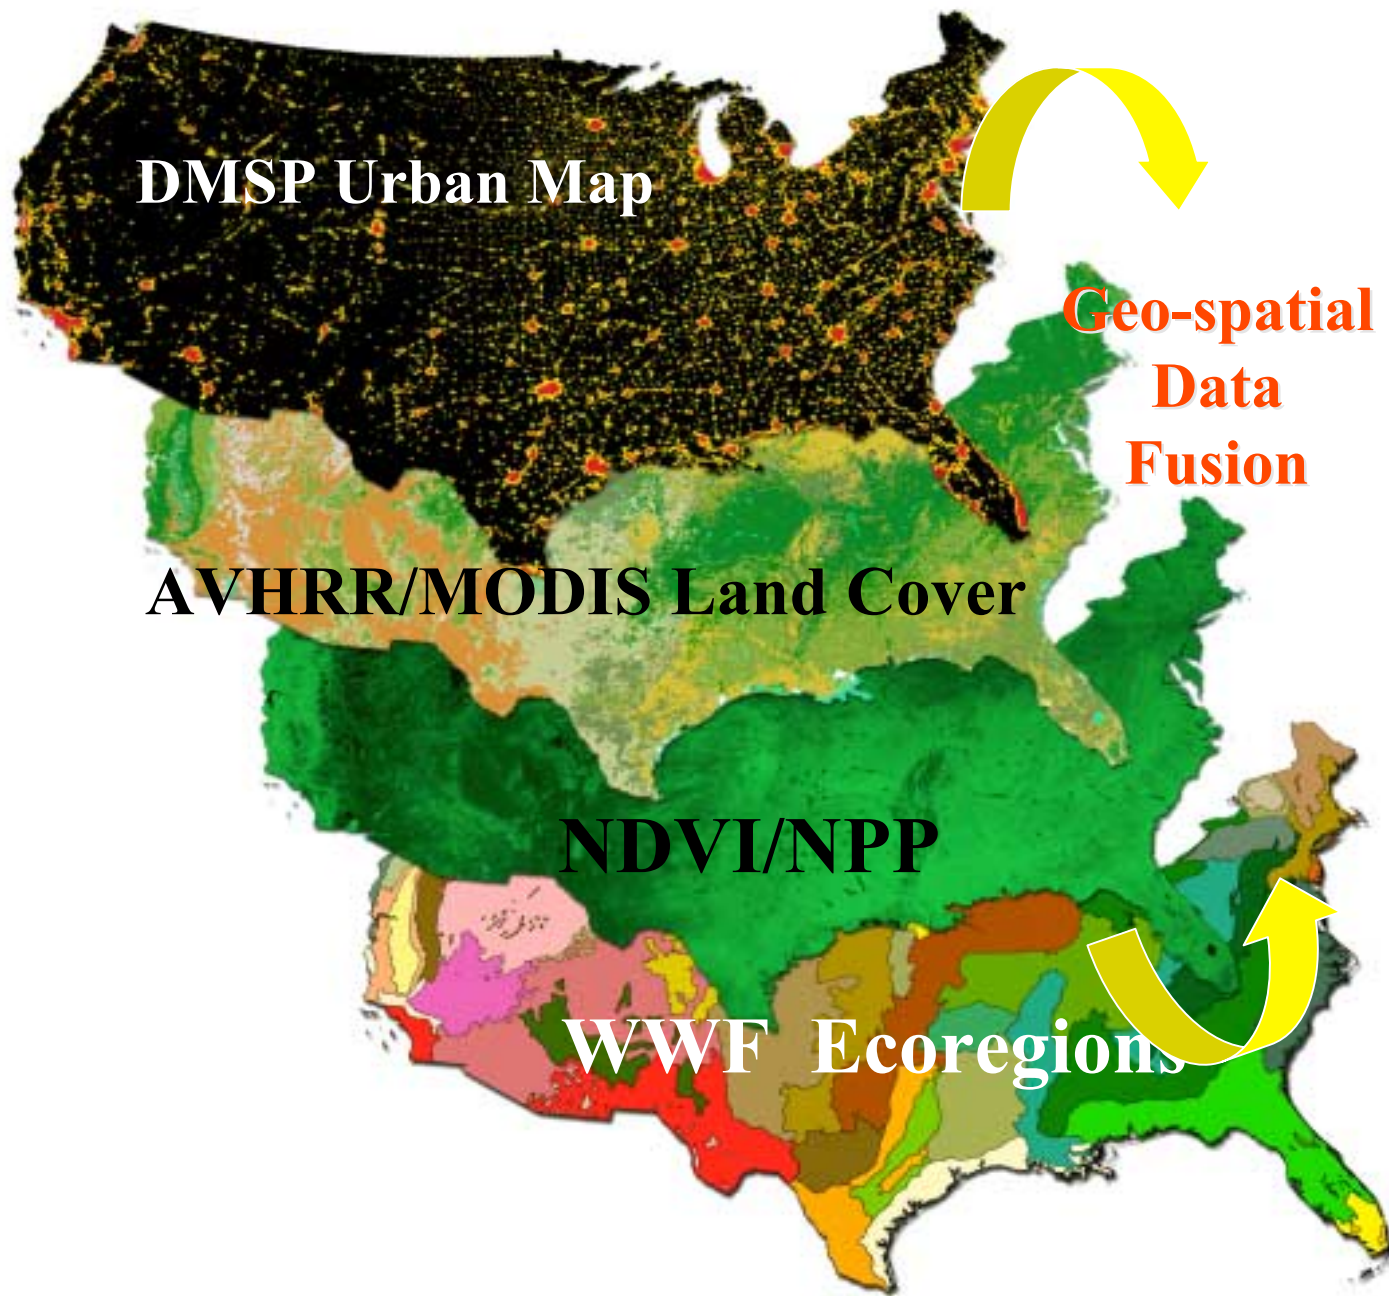 DMSP Urban Map
Geo-spatial
Data
Fusion
AVHRR/MODIS Land Cover
NDVI/NPP
WWF Ecoregions